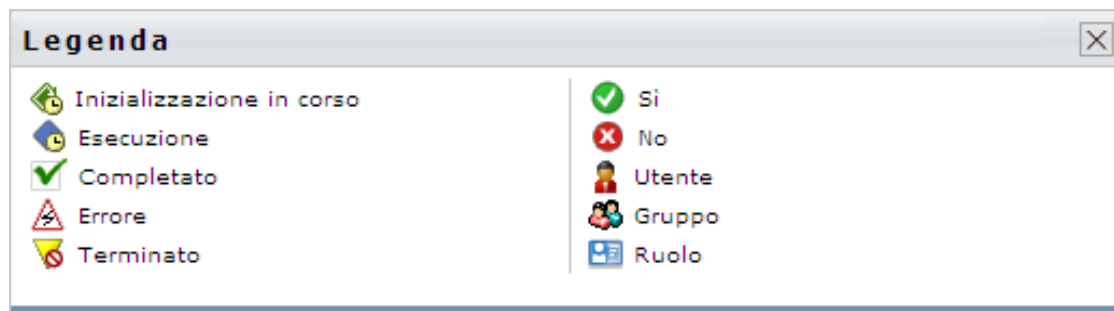 Legenda
Inizializzazione in corso
Esecuzione
Completato
Errore
Terminato
Sì
No
Utente
Gruppo
Ruolo